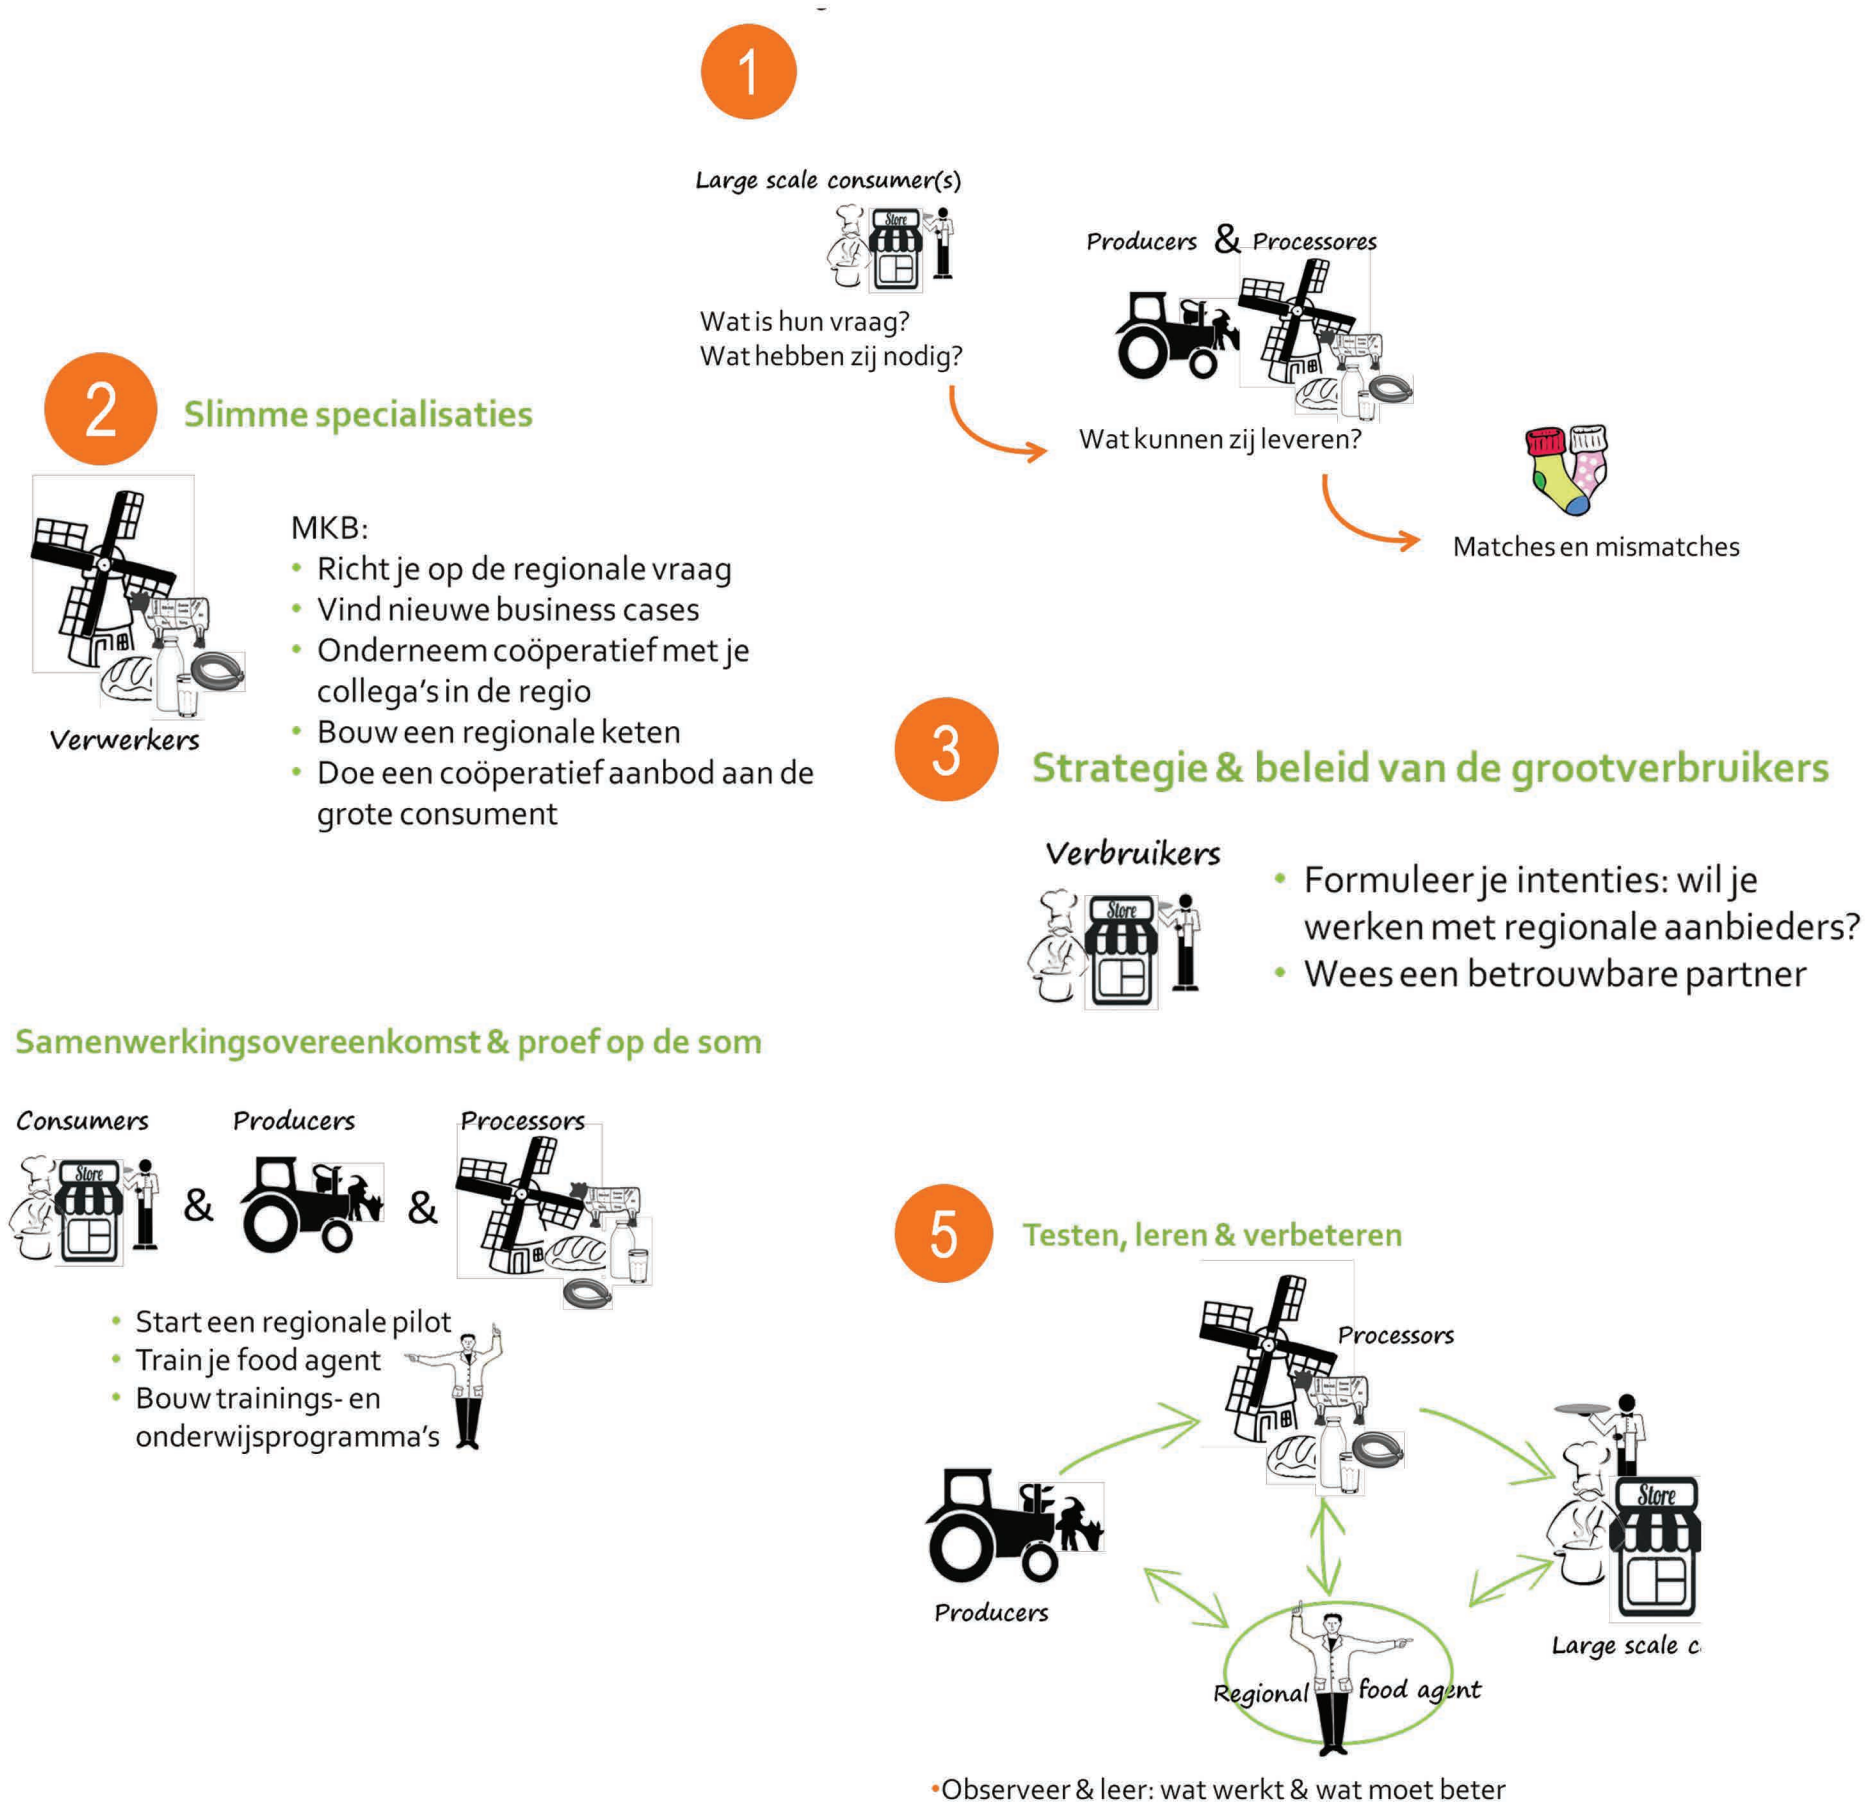 1
Large scale consumer(s)
Store
Wat is hun vraag?
Wat hebben zij nodig?
Producers & Processores
Wat kunnen zij leveren?
Matches en mismatches
2
Slimme specialisaties
Verwerkers
MKB:
• Richt je op de regionale vraag
• Vind nieuwe business cases
• Onderneem coöperatief met je
collega's in de regio
• Bouw een regionale keten
• Doe een coöperatief aanbod aan de
grote consument
3
Strategie & beleid van de grootverbruikers
Verbruikers
Store
• Formuleer je intenties: wil je
werken met regionale aanbieders?
• Wees een betrouwbare partner
Samenwerkingsovereenkomst & proef op de som
Consumers
Producers
Processors
Store
&
&
• Start een regionale pilot
• Train je food agent
• Bouw trainings- en
onderwijsprogramma's
5
Testen, leren & verbeteren
Processors
Producers
Store
Large scale c
Regional food agent
•Observeer & leer: wat werkt & wat moet beter